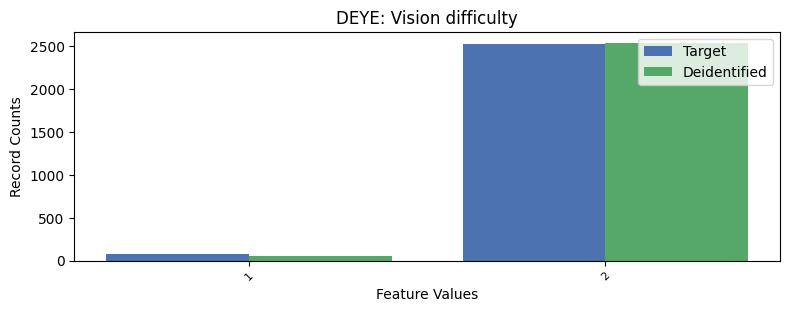 DEYE: Vision difficulty
Target
Deidentified
Record Counts
2500
2000
1500
1000
500
0
1
2
Feature Values